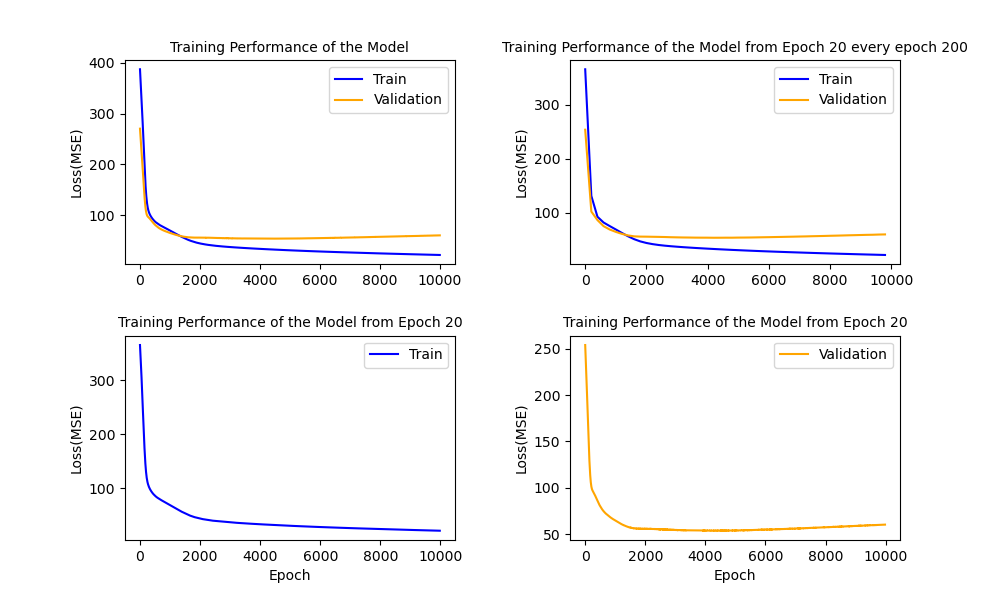 Training Performance of the Model
Loss(MSE)
400
300
200
100
Train
Validation
0 2000 4000 6000 8000 10000
Training Performance of the Model from Epoch 20 every epoch 200
Loss(MSE)
300
200
100
Train
Validation
0 2000 4000 6000 8000 10000
Training Performance of the Model from Epoch 20
Loss(MSE)
300
200
100
Train
0 2000 4000 6000 8000 10000
Epoch
Training Performance of the Model from Epoch 20
Loss(MSE)
250
200
150
100
50
Validation
0 2000 4000 6000 8000 10000
Epoch